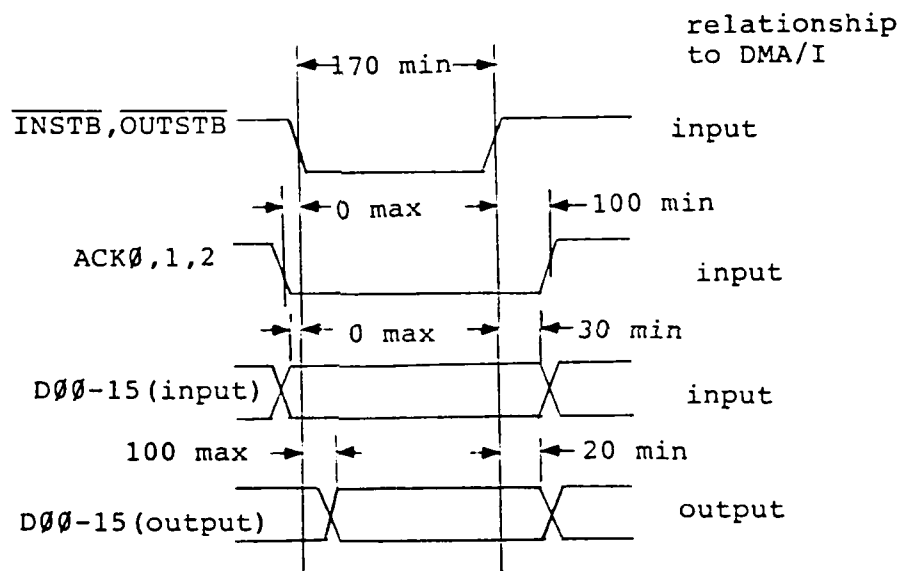 relationship
to DMA/I
170 min
INSTB,OUTSTB
input
0 max
100 min
ACKØ,1,2
input
0 max
30 min
DØØ-15(input)
input
100 max
20 min
DØØ-15(output)
output